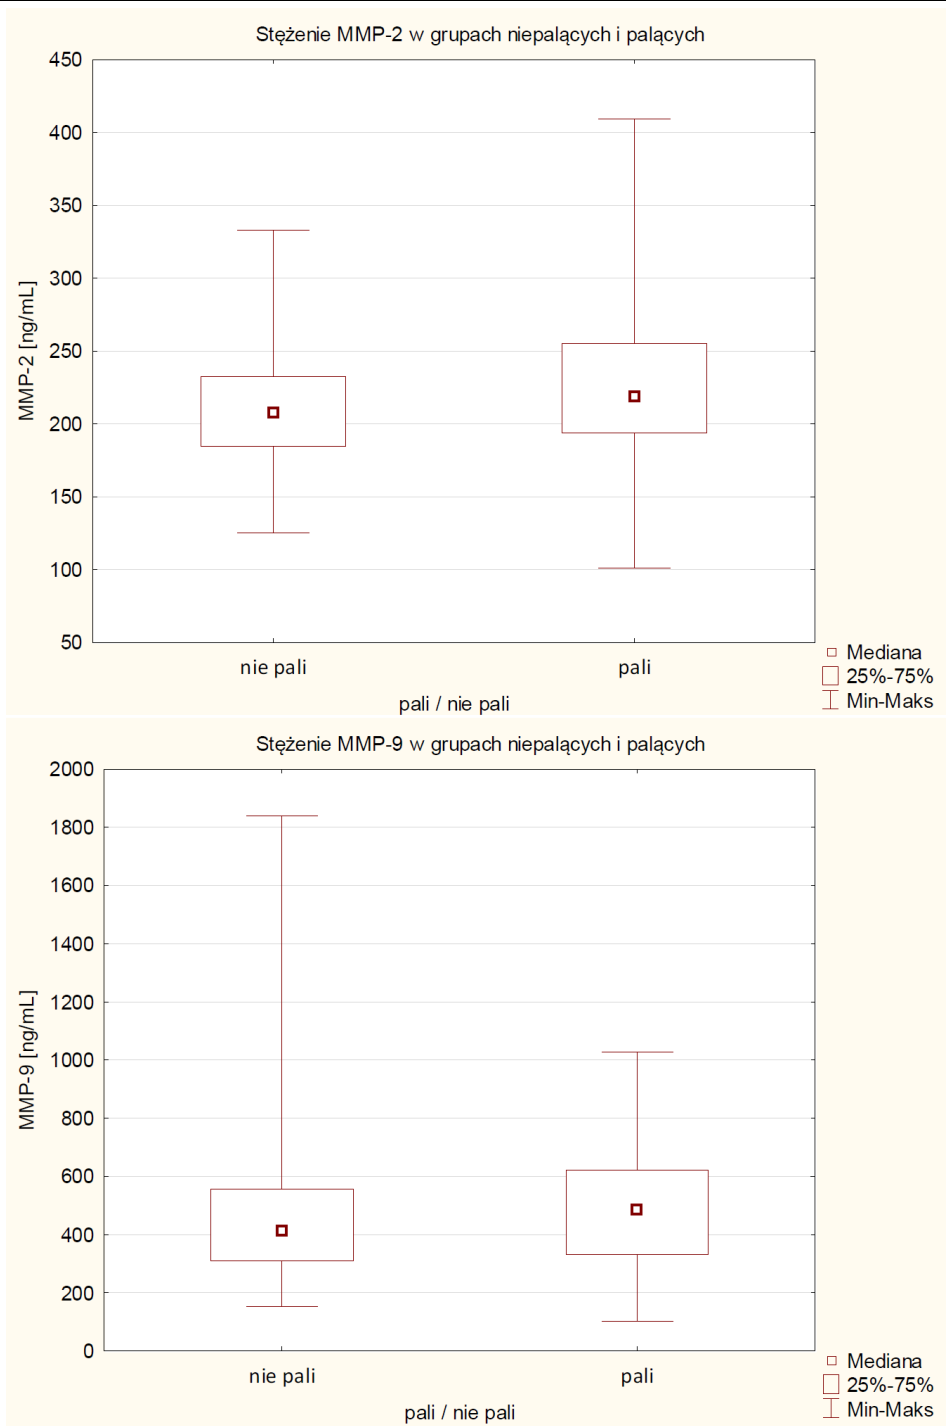 Stężenie MMP-2 w grupach niepalących i palących
450
400
350
300
250
200
150
100
50
MMP-2 [ng/mL]
nie pali
pali
pali / nie pali
Mediana
25%-75%
Min-Maks
Stężenie MMP-9 w grupach niepalących i palących
2000
1800
1600
1400
1200
1000
800
600
400
200
0
MMP-9 [ng/mL]
nie pali
pali
pali / nie pali
Mediana
25%-75%
Min-Maks